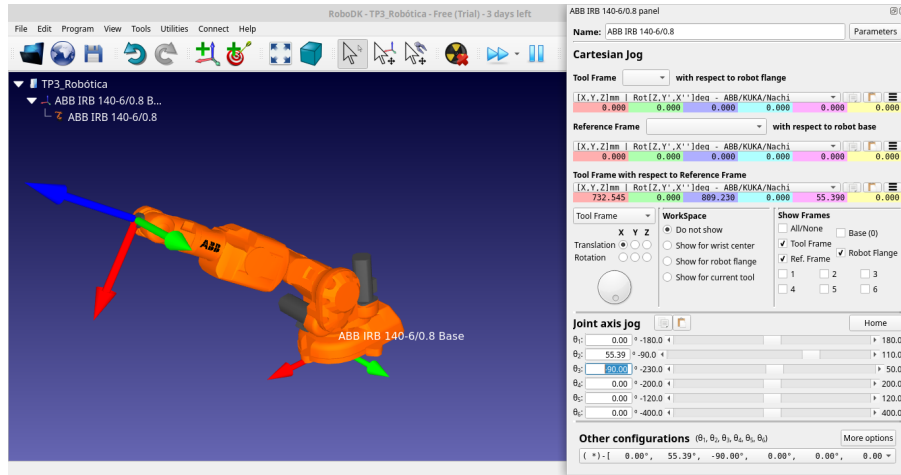 RoboDK - TP3_Robótica - Free (Trial) - 3 days left
File Edit Program View Tools Utilities Connect Help
TP3_Robótica
ABB IRB 140-6/0.8 B...
ABB IRB 140-6/0.8
ABB
ABB IRB 140-6/0.8 Base
ABB IRB 140-6/0.8 panel
Name: ABB IRB 140-6/0.8 Parameters
Cartesian Jog
Tool Frame with respect to robot flange
[X,Y,Z]mm | Rot[Z,Y',X'']deg - ABB/KUKA/Nachi
0.000 0.000 0.000 0.000 0.000 0.000
Reference Frame with respect to robot base
[X,Y,Z]mm | Rot[Z,Y',X'']deg - ABB/KUKA/Nachi
0.000 0.000 0.000 0.000 0.000 0.000
Tool Frame with respect to Reference Frame
[X,Y,Z]mm | Rot[Z,Y',X'']deg - ABB/KUKA/Nachi
732.545 0.000 809.230 0.000 55.390 0.000
Tool Frame
X Y Z
Translation
Rotation
WorkSpace
Do not show
Show for wrist center
Show for robot flange
Show for current tool
Show Frames
All/None Base (0)
Tool Frame
Robot Flange
Ref. Frame
1 2 3
4 5 6
Joint axis jog Home
θ₁: 0.00 ° -180.0 180.0
θ₂: 55.39 ° -90.0 110.0
θ₃: -90.00 ° -230.0 50.0
θ₄: 0.00 ° -200.0 200.0
θ₅: 0.00 ° -120.0 120.0
θ₆: 0.00 ° -400.0 400.0
Other configurations (θ₁, θ₂, θ₃, θ₄, θ₅, θ₆) More options
( *)-[ 0.00°, 55.39°, -90.00°, 0.00°, 0.00°, 0.00